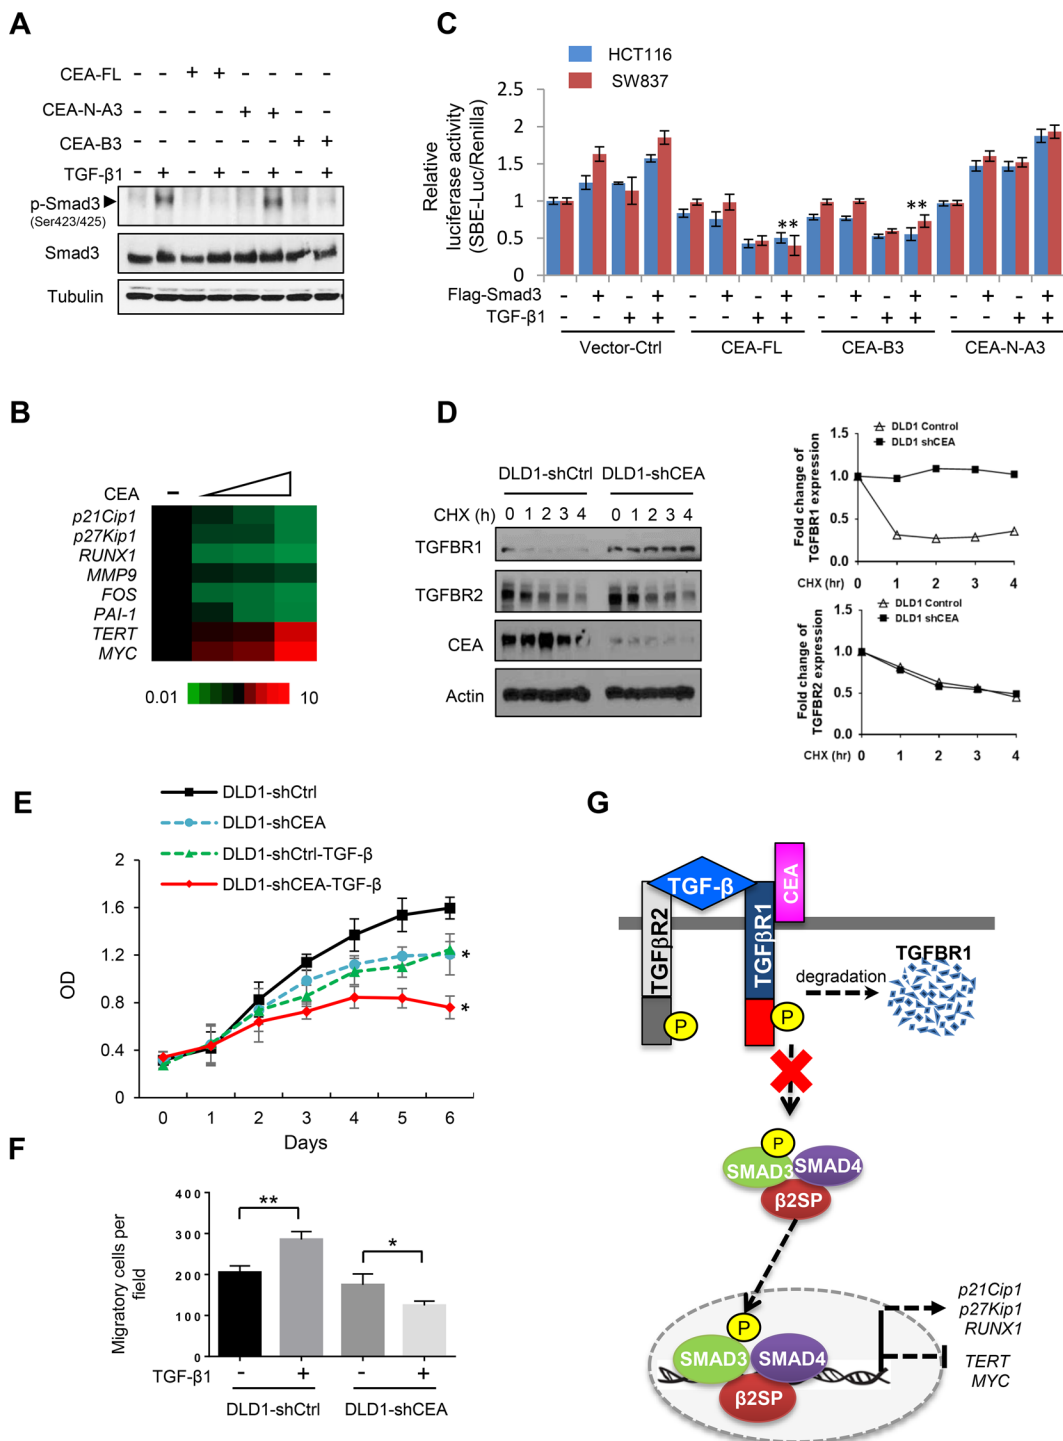 A
CEA-FL - - + + - - - -
CEA-N-A3 - - - - + + - -
CEA-B3 - - - - - - + +
TGF-β1 - + - + - + - +
p-Smad3
(Ser423/425)
Smad3
Tubulin
C
HCT116
SW837
Relative
luciferase activity
(SBE-Luc/Renilla)
2.5
2
1.5
1
0.5
0
**
**
Flag-Smad3 - + - + - + - + - + - + - + - +
TGF-β1 - - + + - - + + - - + + - - + +
Vector-Ctrl CEA-FL CEA-B3 CEA-N-A3
B
CEA -
p21Cip1
p27Kip1
RUNX1
MMP9
FOS
PAI-1
TERT
MYC
0.01 10
D
DLD1-shCtrl DLD1-shCEA
CHX (h) 0 1 2 3 4 0 1 2 3 4
TGFBR1
TGFBR2
CEA
Actin
DLD1 Control
DLD1 shCEA
Fold change of
TGFBR1 expression
1.5
1.0
0.5
0.0
CHX (hr) 0 1 2 3 4
DLD1 Control
DLD1 shCEA
Fold change of
TGFBR2 expression
1.5
1.0
0.5
0.0
CHX (hr) 0 1 2 3 4
E
DLD1-shCtrl
DLD1-shCEA
DLD1-shCtrl-TGF-β
DLD1-shCEA-TGF-β
OD
2
1.6
1.2
0.8
0.4
0
*
*
0 1 2 3 4 5 6
Days
F
Migratory cells per
field
400
300
200
100
0
**
*
TGF-β1 - + - +
DLD1-shCtrl DLD1-shCEA
G
TGF-β
CEA
TGFβR2
TGFβR1
P
P
degradation
TGFBR1
P
SMAD3
SMAD4
β2SP
P
SMAD3
SMAD4
β2SP
p21Cip1
p27Kip1
RUNX1
TERT
MYC